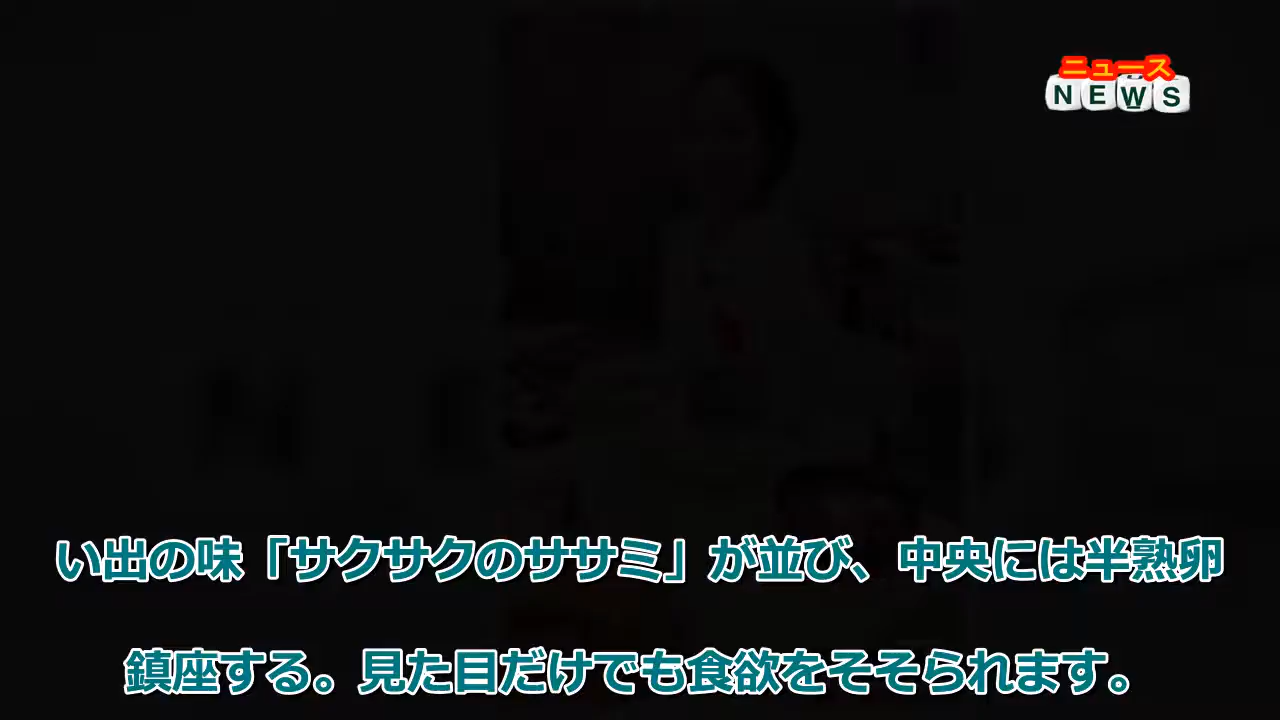 ニュース
NEWS
い出の味「サクサクのササミ」が並び、中央には半熟卵
鎮座する。見た目だけでも食欲をそそられます。